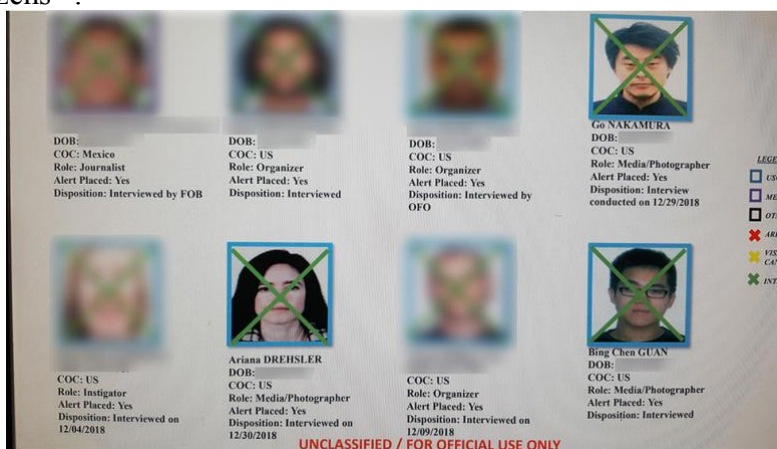 DOB:
COC: Mexico
Role: Journalist
Alert Placed: Yes
Disposition: Interviewed by FOB
DOB:
COC: US
Role: Organizer
Alert Placed: Yes
Disposition: Interviewed
DOB:
COC: US
Role: Organizer
Alert Placed: Yes
Disposition: Interviewed by
OFO
Go NAKAMURA
DOB:
COC: US
Role: Media/Photographer
Alert Placed: Yes
Disposition: Interview
conducted on 12/29/2018
COC: US
Role: Instigator
Alert Placed: Yes
Disposition: Interviewed on
12/04/2018
Ariana DREHSLER
DOB:
COC: US
Role: Media/Photographer
Alert Placed: Yes
Disposition: Interviewed on
12/30/2018
COC: US
Role: Organizer
Alert Placed: Yes
Disposition: Interviewed on
12/09/2018
Bing Chen GUAN
DOB:
COC: US
Role: Media/Photographer
Alert Placed: Yes
Disposition: Interviewed
UNCLASSIFIED / FOR OFFICIAL USE ONLY